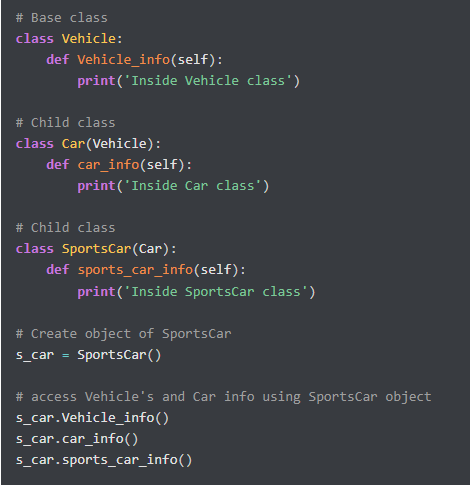 # Base class
class Vehicle:
    def Vehicle_info(self):
        print('Inside Vehicle class')

# Child class
class Car(Vehicle):
    def car_info(self):
        print('Inside Car class')

# Child class
class SportsCar(Car):
    def sports_car_info(self):
        print('Inside SportsCar class')

# Create object of SportsCar
s_car = SportsCar()

# access Vehicle's and Car info using SportsCar object
s_car.Vehicle_info()
s_car.car_info()
s_car.sports_car_info()